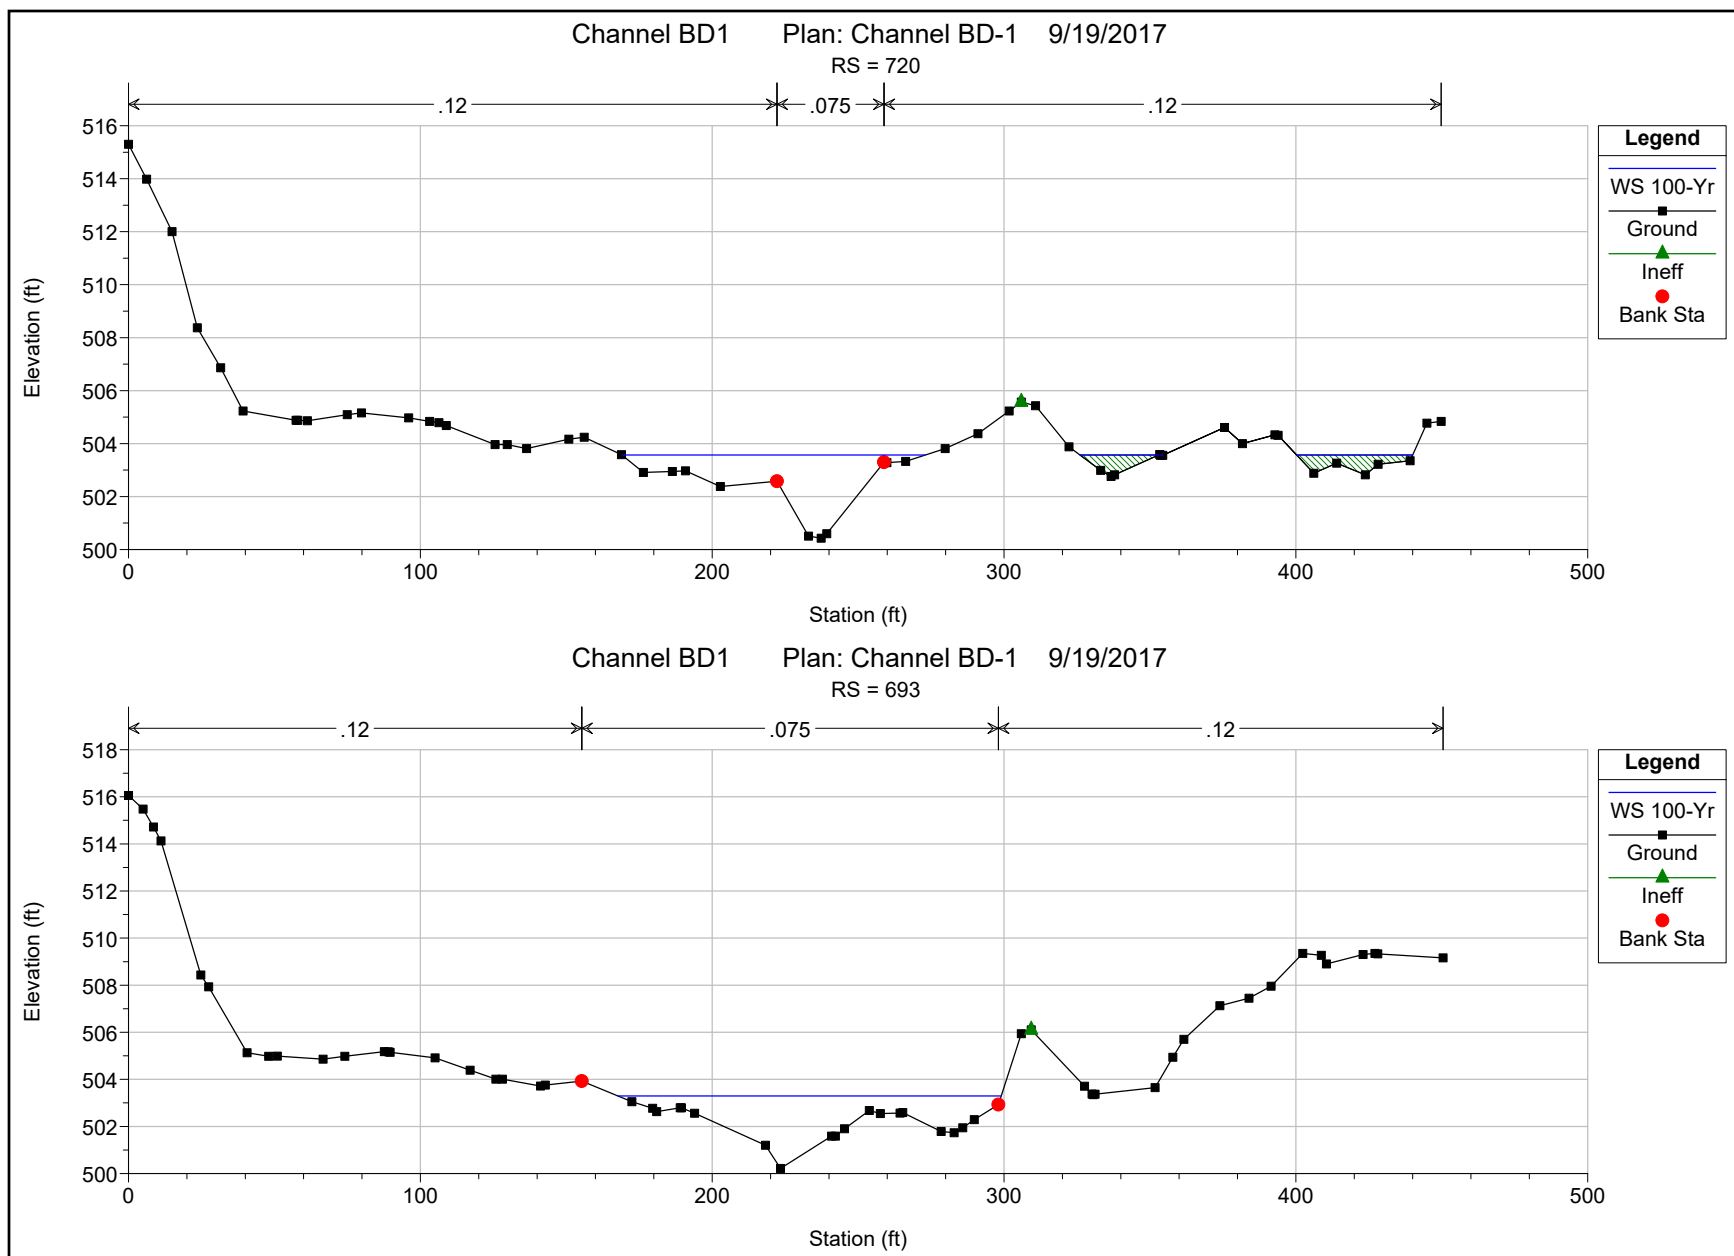 Channel BD1 Plan: Channel BD-1 9/19/2017
RS = 720
.12 .075 .12
516
514
512
510
508
506
504
502
500
Elevation (ft)
0 100 200 300 400 500
Station (ft)
Legend
WS 100-Yr
Ground
Ineff
Bank Sta
Channel BD1 Plan: Channel BD-1 9/19/2017
RS = 693
.12 .075 .12
518
516
514
512
510
508
506
504
502
500
Elevation (ft)
0 100 200 300 400 500
Station (ft)
Legend
WS 100-Yr
Ground
Ineff
Bank Sta